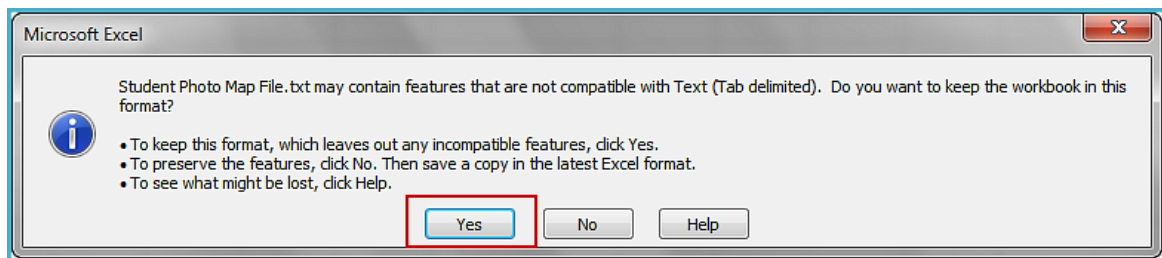 Microsoft Excel
Student Photo Map File.txt may contain features that are not compatible with Text (Tab delimited).  Do you want to keep the workbook in this
format?
• To keep this format, which leaves out any incompatible features, click Yes.
• To preserve the features, click No. Then save a copy in the latest Excel format.
• To see what might be lost, click Help.
Yes No Help